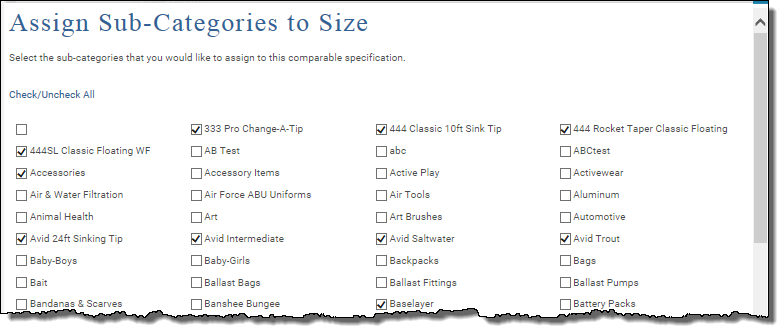 Assign Sub-Categories to Size
Select the sub-categories that you would like to assign to this comparable specification.
Check/Uncheck All
333 Pro Change-A-Tip 444 Classic 10ft Sink Tip 444 Rocket Taper Classic Floating
444SL Classic Floating WF AB Test abc ABCtest
Accessories Accessory Items Active Play Activewear
Air & Water Filtration Air Force ABU Uniforms Air Tools Aluminum
Animal Health Art Art Brushes Automotive
Avid 24ft Sinking Tip Avid Intermediate Avid Saltwater Avid Trout
Baby-Boys Baby-Girls Backpacks Bags
Bait Ballast Bags Ballast Fittings Ballast Pumps
Bandanas & Scarves Banshee Bungee Baselayer Battery Packs